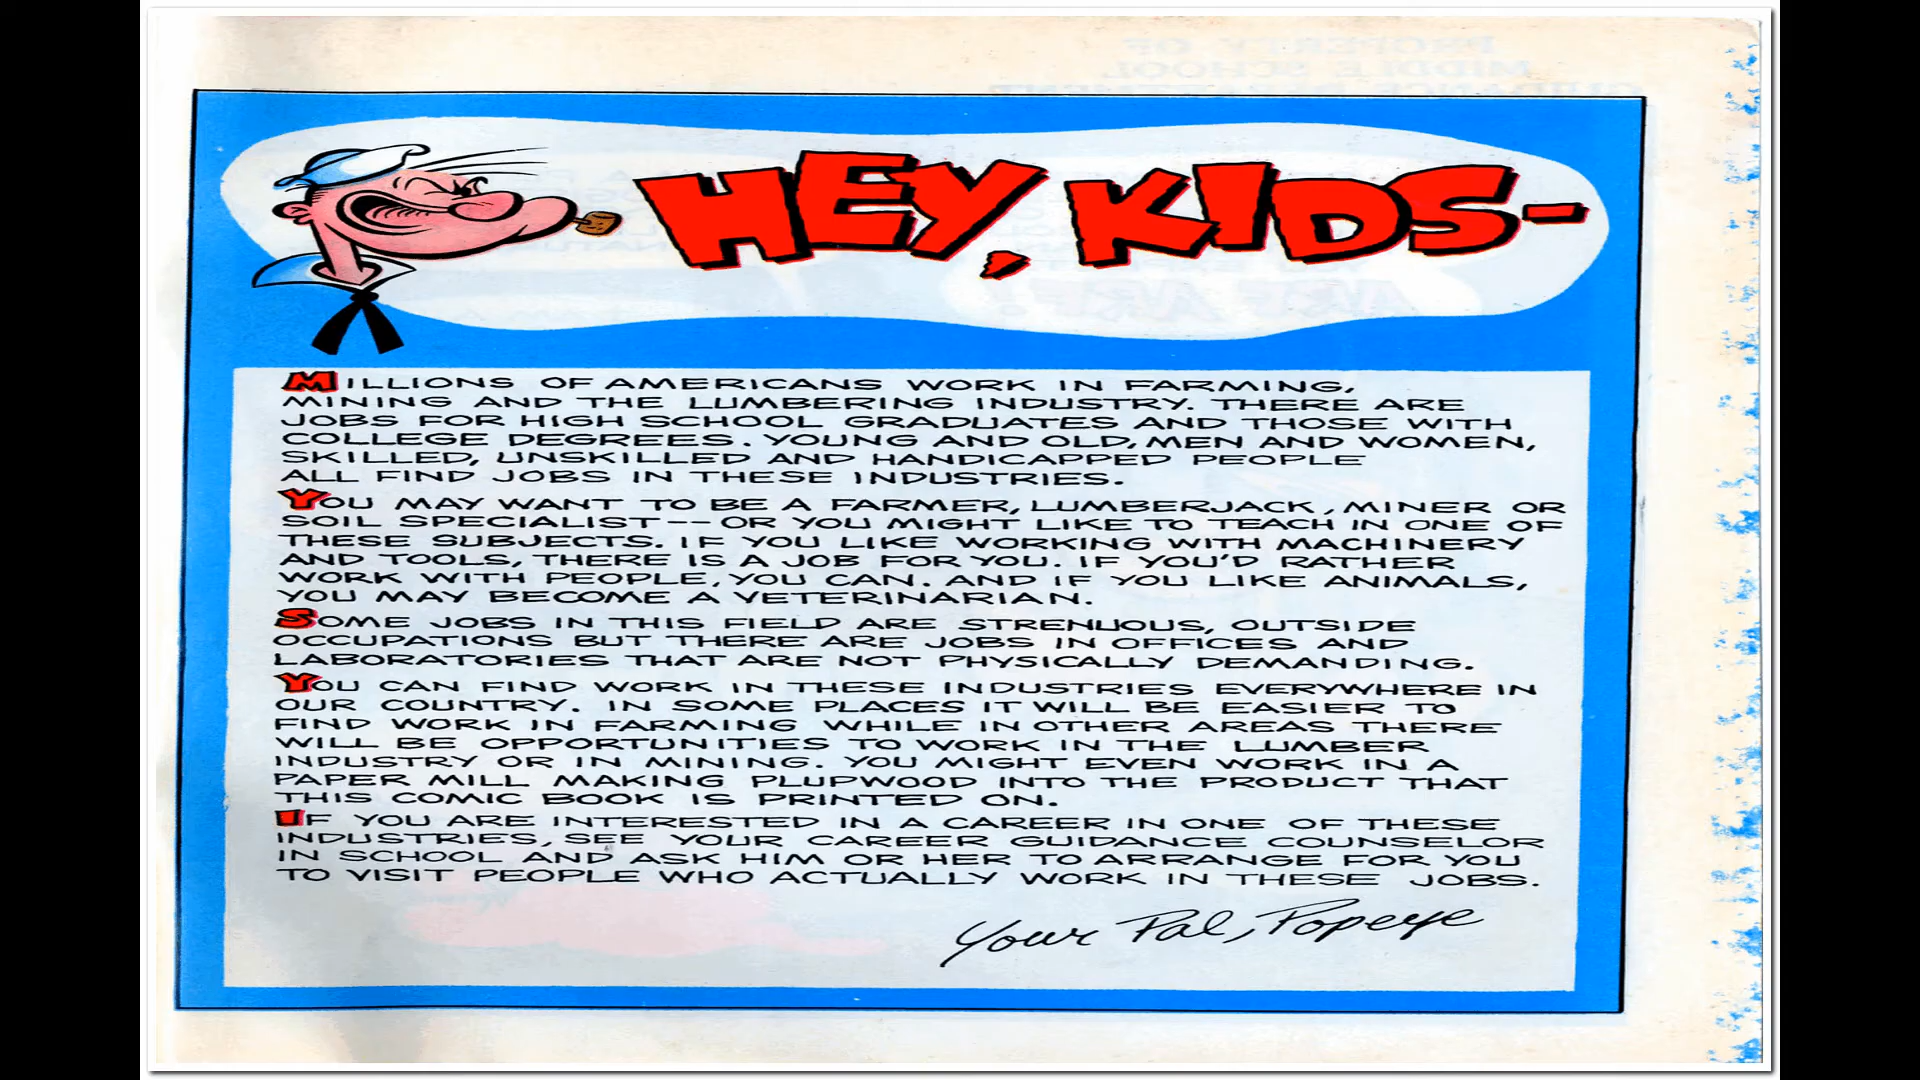 HEY, KIDS-
MILLIONS OF AMERICANS WORK IN FARMING,
MINING AND THE LUMBERING INDUSTRY. THERE ARE
JOBS FOR HIGH SCHOOL GRADUATES AND THOSE WITH
COLLEGE DEGREES. YOUNG AND OLD, MEN AND WOMEN,
SKILLED, UNSKILLED AND HANDICAPPED PEOPLE
ALL FIND JOBS IN THESE INDUSTRIES.
YOU MAY WANT TO BE A FARMER, LUMBERJACK, MINER OR
SOIL SPECIALIST--OR YOU MIGHT LIKE TO TEACH IN ONE OF
THESE SUBJECTS. IF YOU LIKE WORKING WITH MACHINERY
AND TOOLS, THERE IS A JOB FOR YOU. IF YOU'D RATHER
WORK WITH PEOPLE, YOU CAN. AND IF YOU LIKE ANIMALS,
YOU MAY BECOME A VETERINARIAN.
SOME JOBS IN THIS FIELD ARE STRENUOUS, OUTSIDE
OCCUPATIONS BUT THERE ARE JOBS IN OFFICES AND
LABORATORIES THAT ARE NOT PHYSICALLY DEMANDING.
YOU CAN FIND WORK IN THESE INDUSTRIES EVERYWHERE IN
OUR COUNTRY. IN SOME PLACES IT WILL BE EASIER TO
FIND WORK IN FARMING WHILE IN OTHER AREAS THERE
WILL BE OPPORTUNITIES TO WORK IN THE LUMBER
INDUSTRY OR IN MINING. YOU MIGHT EVEN WORK IN A
PAPER MILL MAKING PLUPWOOD INTO THE PRODUCT THAT
THIS COMIC BOOK IS PRINTED ON.
IF YOU ARE INTERESTED IN A CAREER IN ONE OF THESE
INDUSTRIES, SEE YOUR CAREER GUIDANCE COUNSELOR
IN SCHOOL AND ASK HIM OR HER TO ARRANGE FOR YOU
TO VISIT PEOPLE WHO ACTUALLY WORK IN THESE JOBS.
Your Pal, Popeye